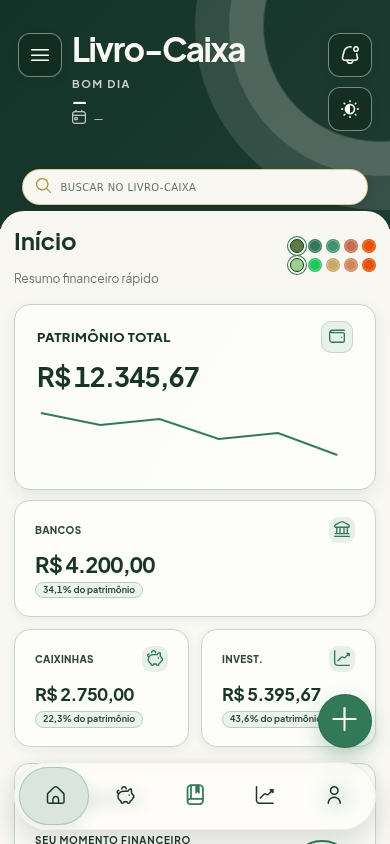 Livro-Caixa
BOM DIA
—
—
BUSCAR NO LIVRO-CAIXA
Início
Resumo financeiro rápido
PATRIMÔNIO TOTAL
R$ 12.345,67
BANCOS
R$ 4.200,00
34,1% do patrimônio
CAIXINHAS
R$ 2.750,00
22,3% do patrimônio
INVEST.
R$ 5.395,67
43,6% do patrimônio
SEU MOMENTO FINANCEIRO